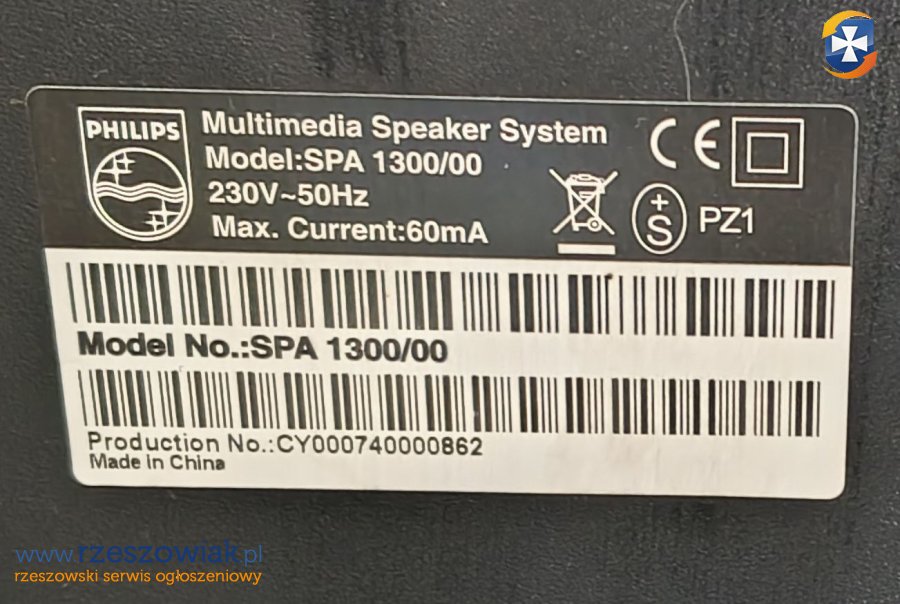 PHILIPS
Multimedia Speaker System
Model:SPA 1300/00
230V~50Hz
Max. Current:60mA
CE
+
S
PZ1
Model No.:SPA 1300/00
Production No.:CY000740000862
Made in China
www.rzeszowiak.pl
rzeszowski serwis ogłoszeniowy